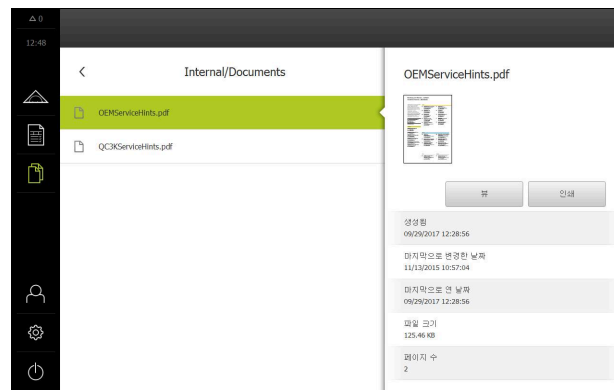 △ 0
12:48
Internal/Documents
OEMServiceHints.pdf
QC3KServiceHints.pdf
OEMServiceHints.pdf
뷰
인쇄
생성됨
09/29/2017 12:28:56
마지막으로 변경한 날짜
11/13/2015 10:57:04
마지막으로 연 날짜
09/29/2017 12:28:56
파일 크기
125.46 KB
페이지 수
2